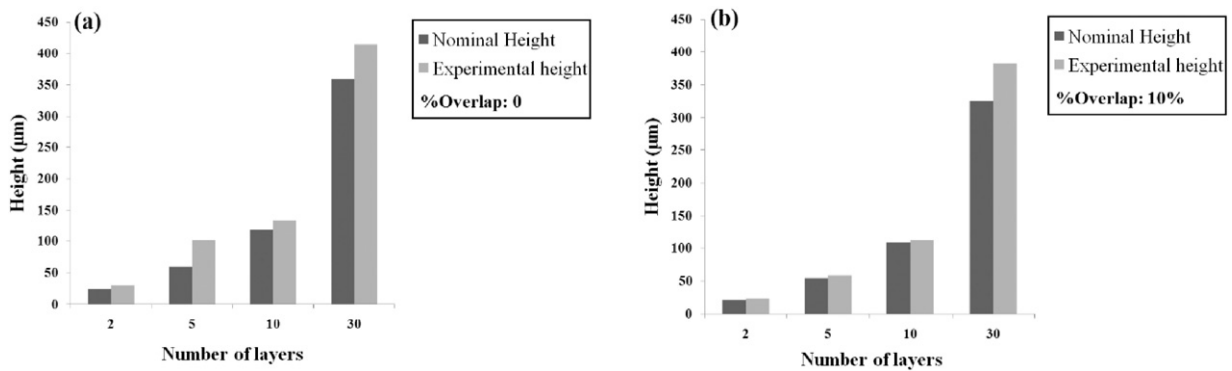 (a)
450
400
350
300
250
200
150
100
50
0
Height (µm)
2 5 10 30
Number of layers
Nominal Height
Experimental height
%Overlap: 0
(b)
450
400
350
300
250
200
150
100
50
0
Height (µm)
2 5 10 30
Number of layers
Nominal Height
Experimental height
%Overlap: 10%